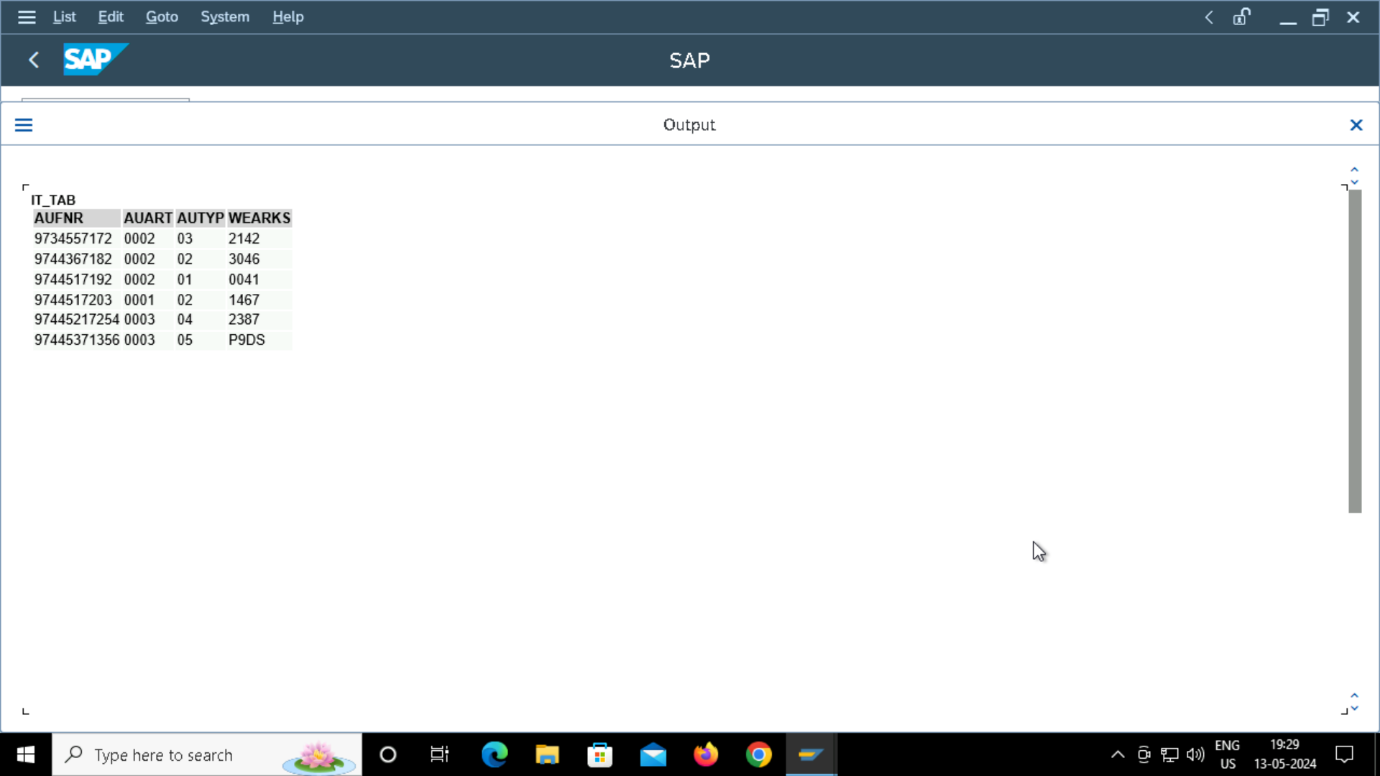 List Edit Goto System Help
SAP SAP
Output
IT_TAB
AUFNR AUART AUTYP WEARKS
9734557172 0002 03 2142
9744367182 0002 02 3046
9744517192 0002 01 0041
9744517203 0001 02 1467
97445217254 0003 04 2387
97445371356 0003 05 P9DS
Type here to search
ENG 19:29
US 13-05-2024